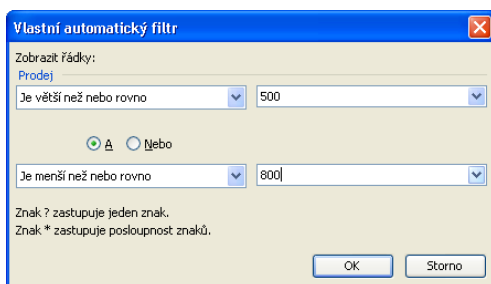 Vlastní automatický filtr
Zobrazit řádky:
Prodej
Je větší než nebo rovno 500
A Nebo
Je menší než nebo rovno 800
Znak ? zastupuje jeden znak.
Znak * zastupuje posloupnost znaků.
OK Storno